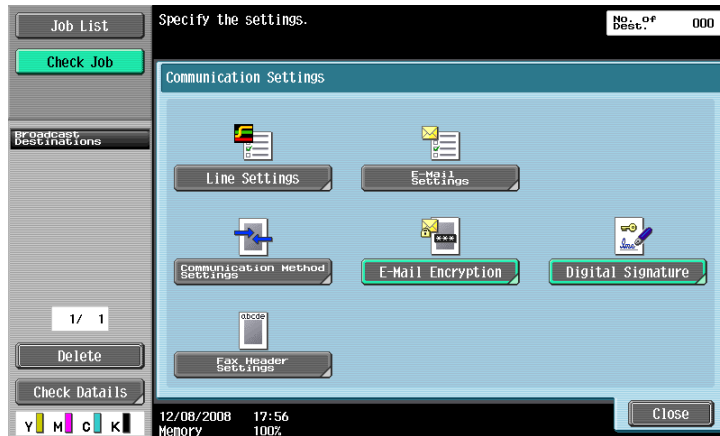 Job List
Check Job
Specify the settings.
No. of
Dest.
000
Communication Settings
Broadcast
Destinations
Line Settings
E-Mail
Settings
Communication Method
Settings
E-Mail Encryption
Digital Signature
abcde
Fax Header
Settings
1/ 1
Delete
Check Datails
Y M C K
12/08/2008 17:56
Memory 100%
Close